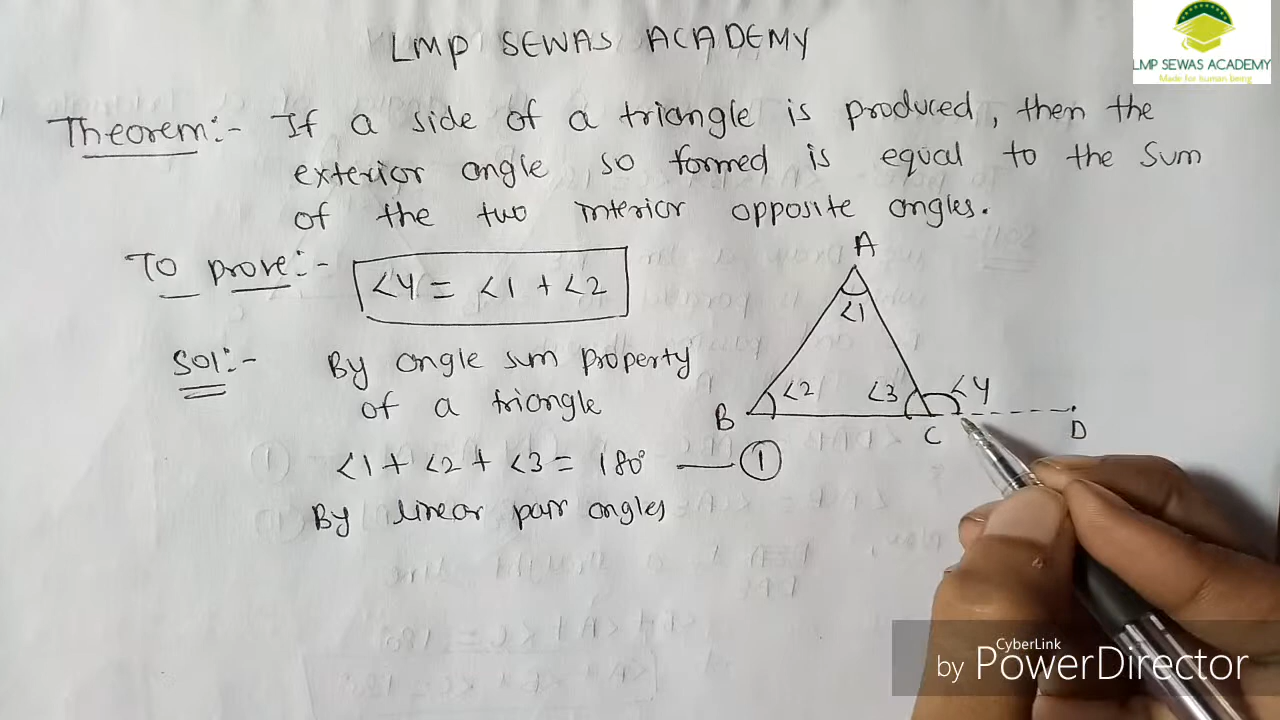 LMP SEWAS ACADEMY
LMP SEWAS ACADEMY
Made for human being
Theorem:- If a side of a triangle is produced, then the
exterior angle so formed is equal to the sum
of the two interior opposite angles.
To prove:- ∠4 = ∠1 + ∠2
A
∠1
Sol:- By angle sum property
of a triangle
∠2 ∠3 ∠4
B C D
∠1 + ∠2 + ∠3 = 180° — ①
By linear pair angles
CyberLink
by PowerDirector